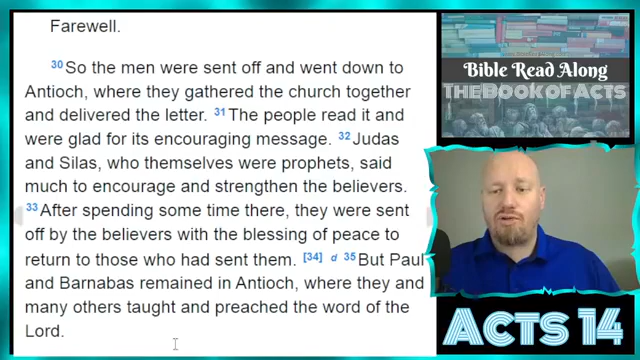 Farewell.
30 So the men were sent off and went down to
Antioch, where they gathered the church together
and delivered the letter. 31 The people read it and
were glad for its encouraging message. 32 Judas
and Silas, who themselves were prophets, said
much to encourage and strengthen the believers.
33 After spending some time there, they were sent
off by the believers with the blessing of peace to
return to those who had sent them. [34] d 35 But Paul
and Barnabas remained in Antioch, where they and
many others taught and preached the word of the
Lord.
Bible Read Along
The Book of Acts
ACTS 14